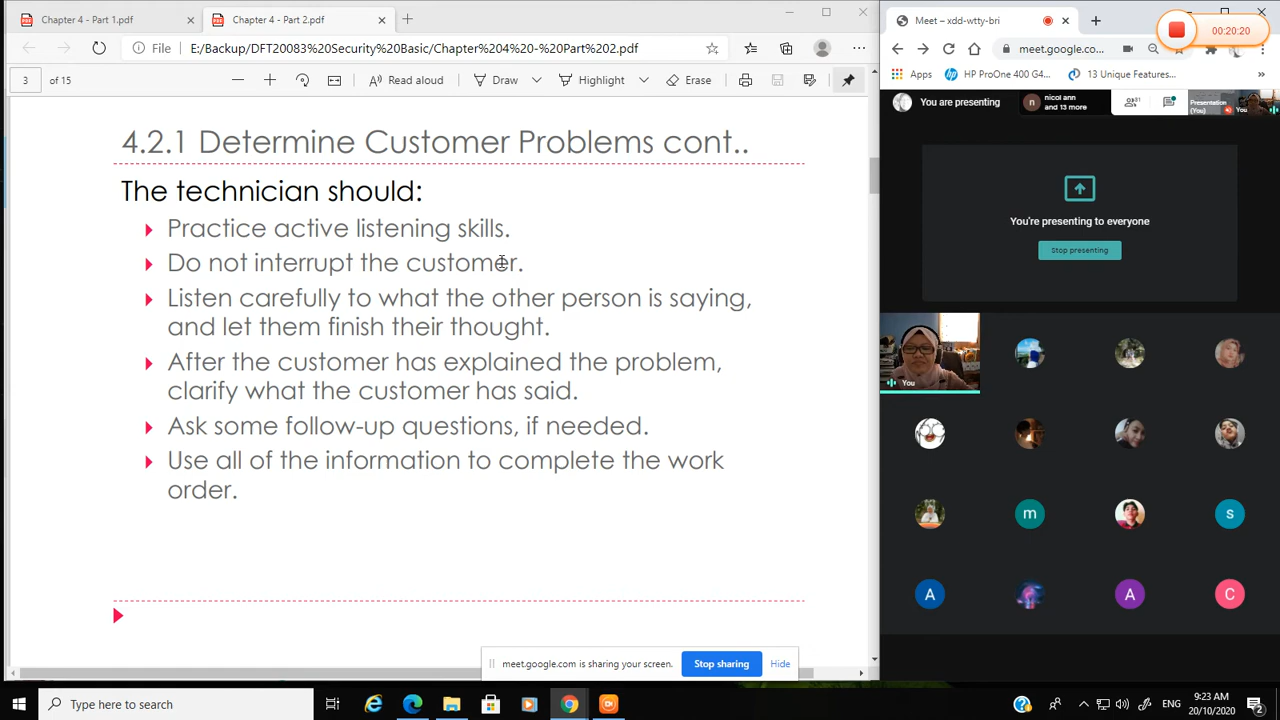 Chapter 4 - Part 1.pdf
Chapter 4 - Part 2.pdf
File
E:/Backup/DFT20083%20Security%20Basic/Chapter%204%20-%20Part%202.pdf
3 of 15
Read aloud
Draw
Highlight
Erase
4.2.1 Determine Customer Problems cont..
The technician should:
Practice active listening skills.
Do not interrupt the customer.
Listen carefully to what the other person is saying,
and let them finish their thought.
After the customer has explained the problem,
clarify what the customer has said.
Ask some follow-up questions, if needed.
Use all of the information to complete the work
order.
meet.google.com is sharing your screen.
Stop sharing
Hide
Meet – xdd-wtty-bri
00:20:20
meet.google.co...
Apps
HP ProOne 400 G4...
13 Unique Features...
You are presenting
nicol ann
and 13 more
31
Presentation
(You)
You
You're presenting to everyone
Stop presenting
You
m
s
A
A
C
Type here to search
ENG
9:23 AM
20/10/2020
2